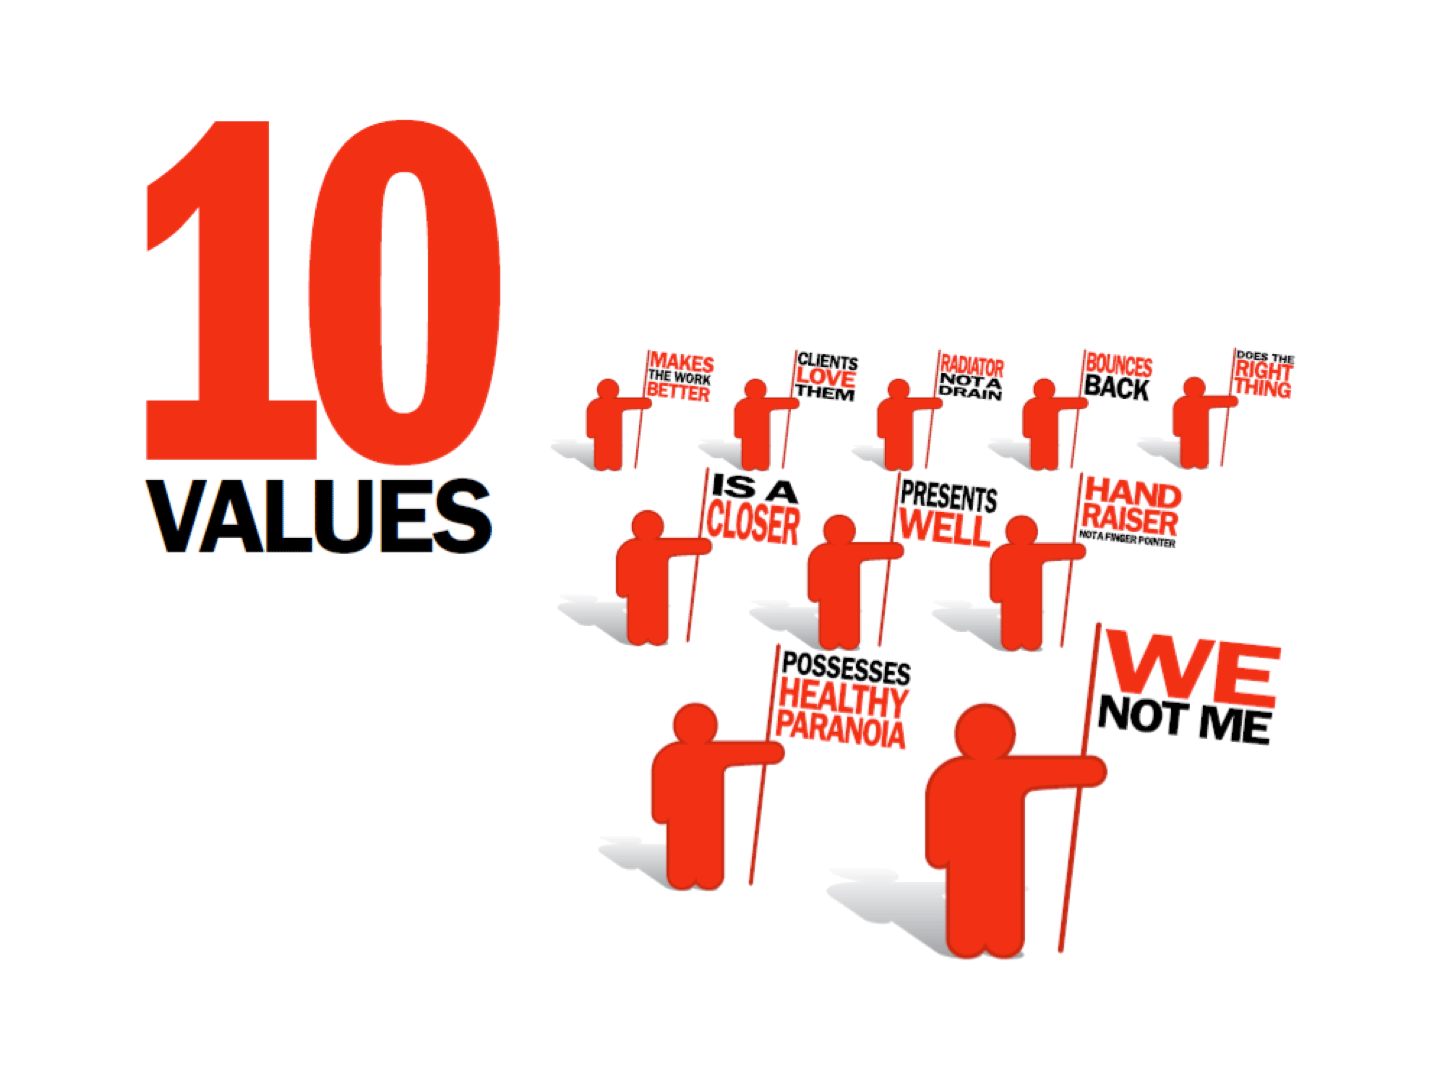 10
VALUES
MAKES
THE WORK
BETTER
CLIENTS
LOVE
THEM
RADIATOR
NOT A
DRAIN
BOUNCES
BACK
DOES THE
RIGHT
THING
IS A
CLOSER
PRESENTS
WELL
HAND
RAISER
NOT A FINGER POINTER
POSSESSES
HEALTHY
PARANOIA
WE
NOT ME